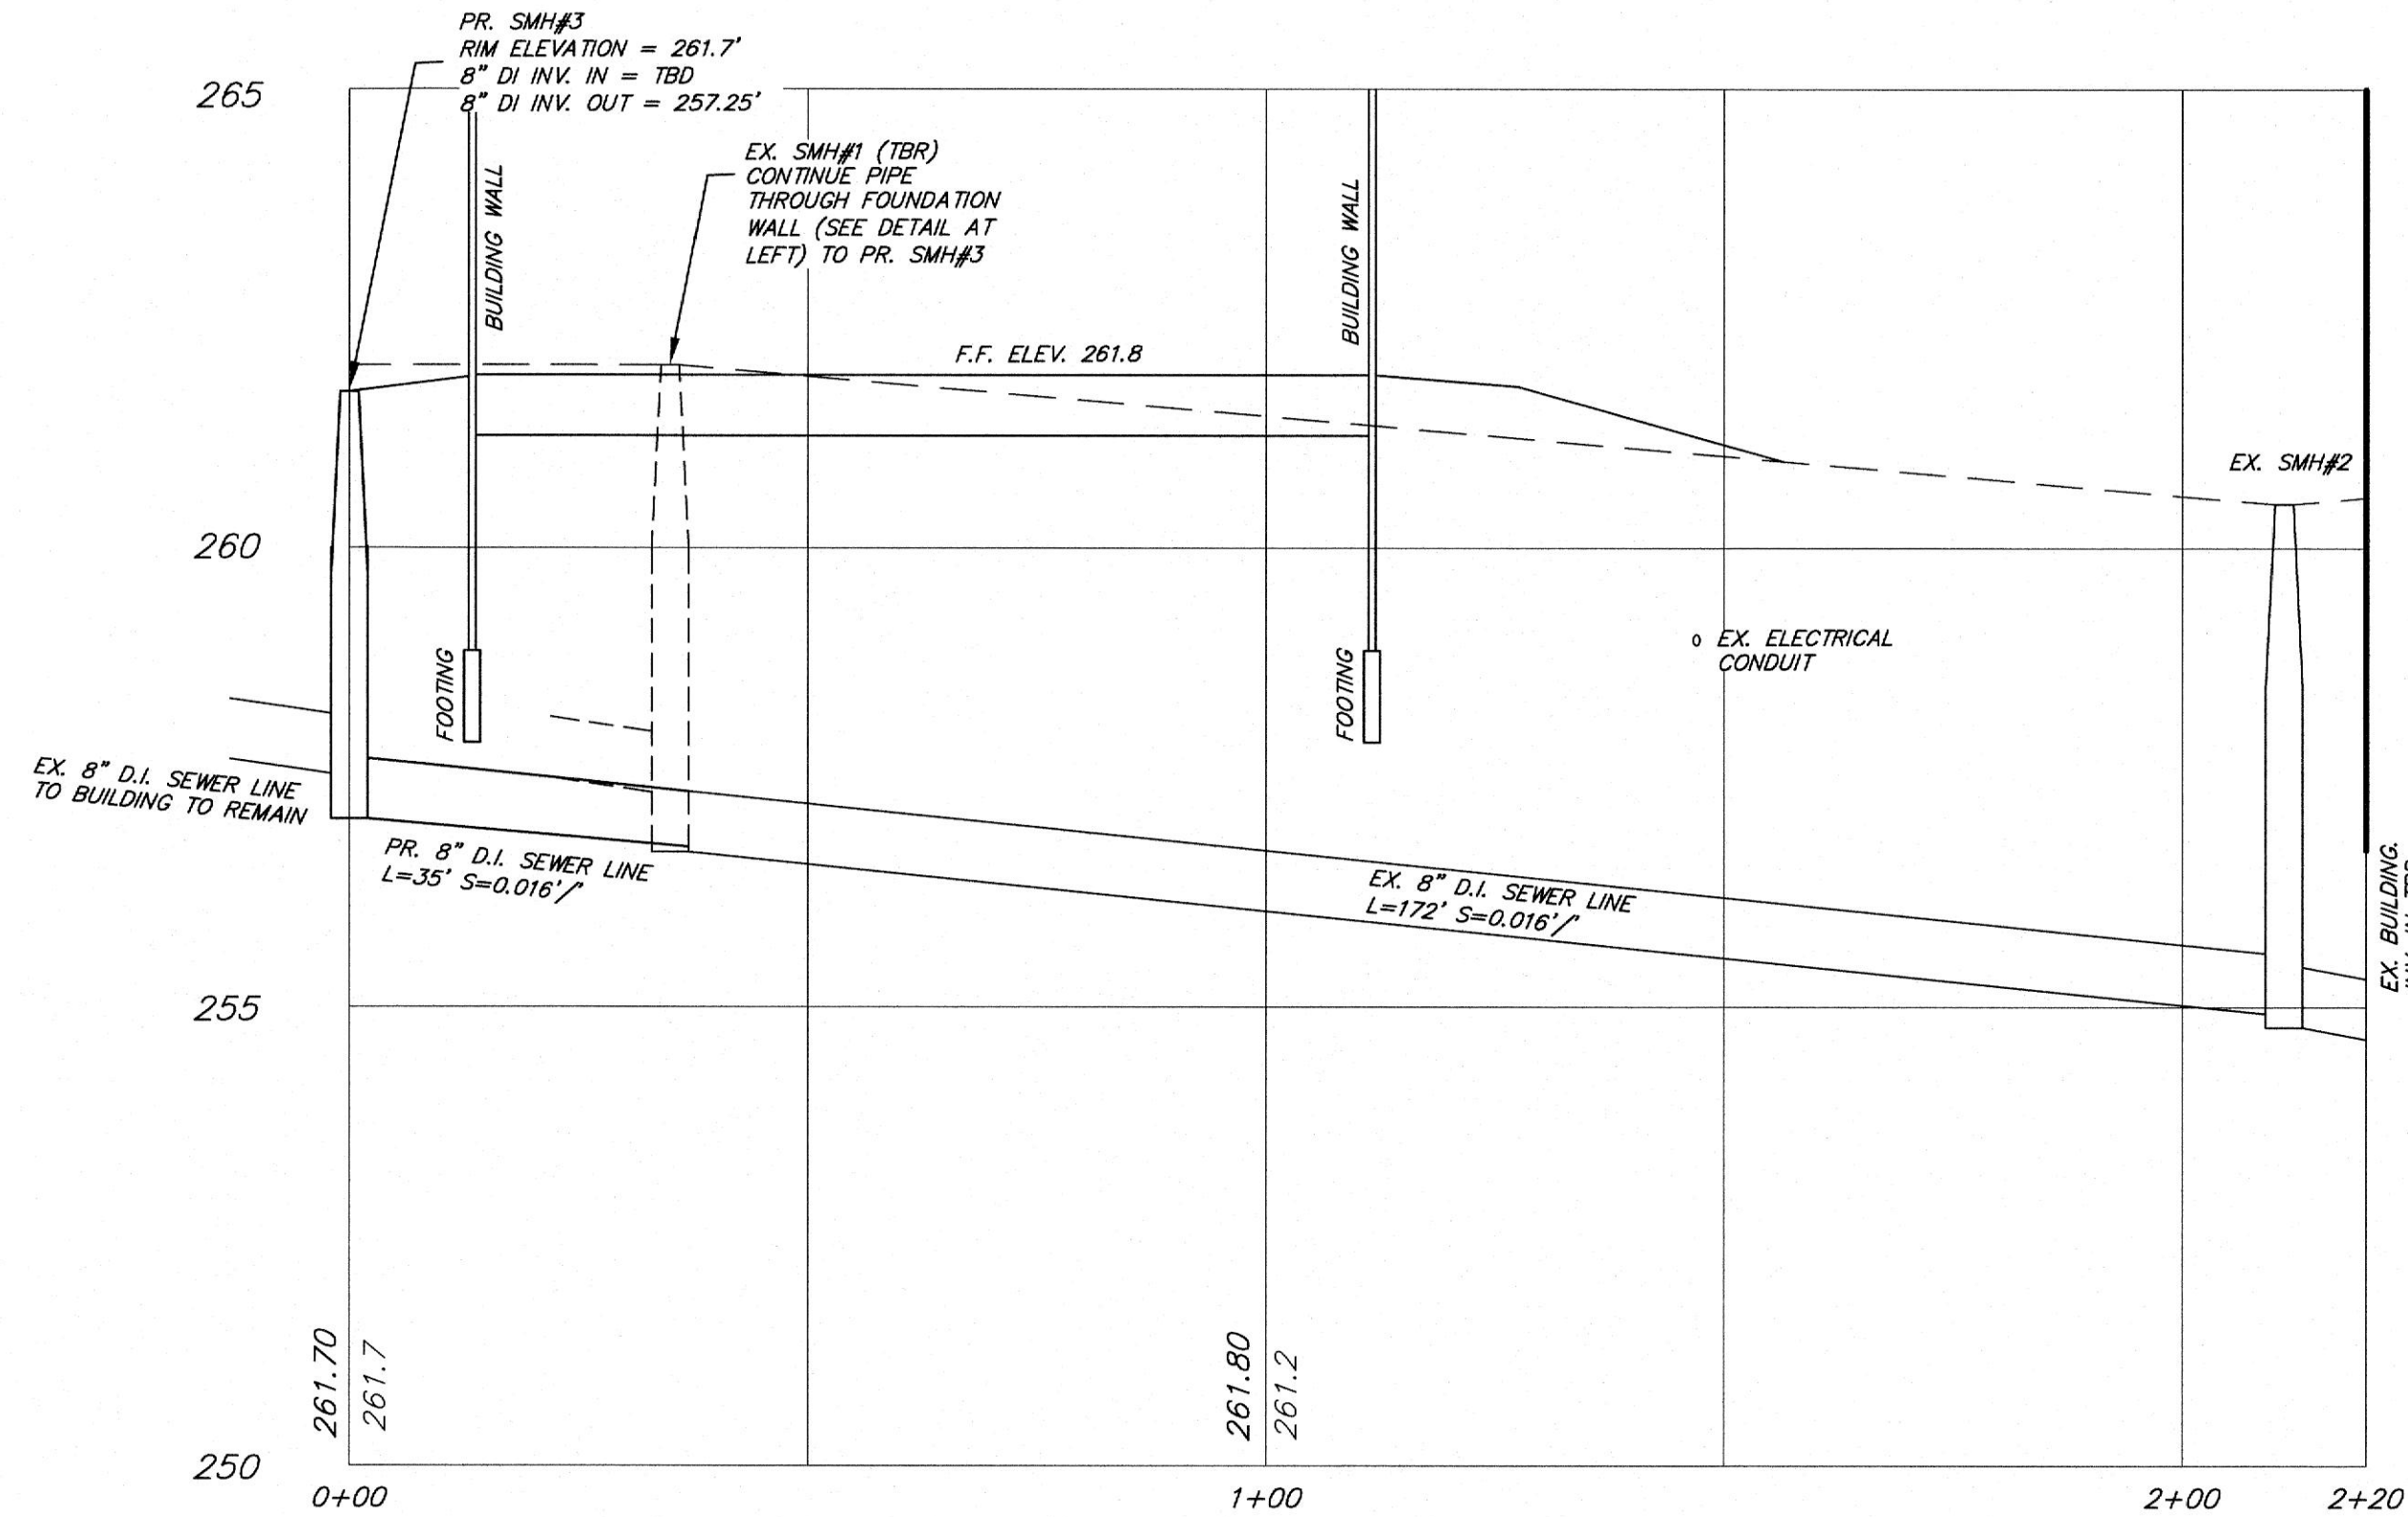 PR. SMH#3
RIM ELEVATION = 261.7'
8" DI INV. IN = TBD
8" DI INV. OUT = 257.25'
265
EX. SMH#1 (TBR)
CONTINUE PIPE
THROUGH FOUNDATION
WALL (SEE DETAIL AT
LEFT) TO PR. SMH#3
BUILDING WALL
BUILDING WALL
F.F. ELEV. 261.8
EX. SMH#2
260
EX. ELECTRICAL
CONDUIT
FOOTING
FOOTING
EX. 8" D.I. SEWER LINE
TO BUILDING TO REMAIN
PR. 8" D.I. SEWER LINE
L=35' S=0.016'/'
EX. 8" D.I. SEWER LINE
L=172' S=0.016'/'
EX. BUILDING.
255
261.70
261.7
261.80
261.2
250
0+00
1+00
2+00
2+20